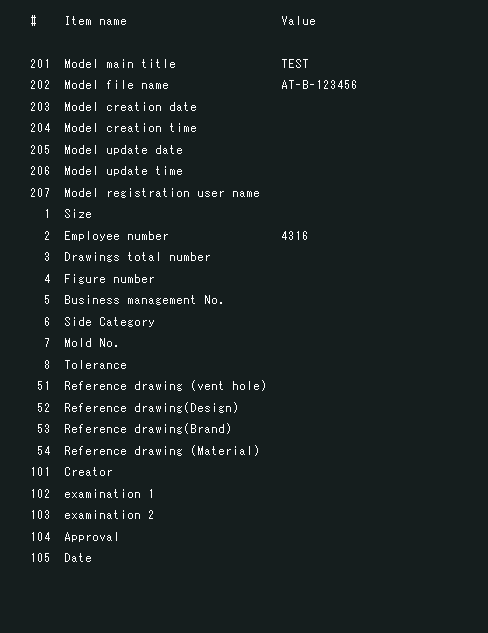 # Item name Value
201 Model main title TEST
202 Model file name AT-B-123456
203 Model creation date
204 Model creation time
205 Model update date
206 Model update time
207 Model registration user name
1 Size
2 Employee number 4316
3 Drawings total number
4 Figure number
5 Business management No.
6 Side Category
7 Mold No.
8 Tolerance
51 Reference drawing (vent hole)
52 Reference drawing(Design)
53 Reference drawing(Brand)
54 Reference drawing (Material)
101 Creator
102 examination 1
103 examination 2
104 Approval
105 Date